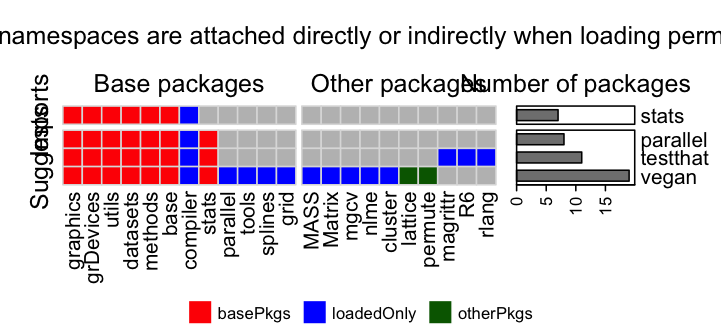 namespaces are attached directly or indirectly when loading perm
Base packages
Other packages
Number of packages
Imports
Suggests
stats
parallel
testthat
vegan
graphics
grDevices
utils
datasets
methods
base
compiler
stats
parallel
tools
splines
grid
MASS
Matrix
mgcv
nlme
cluster
lattice
permute
magrittr
R6
rlang
0
5
10
15
basePkgs
loadedOnly
otherPkgs